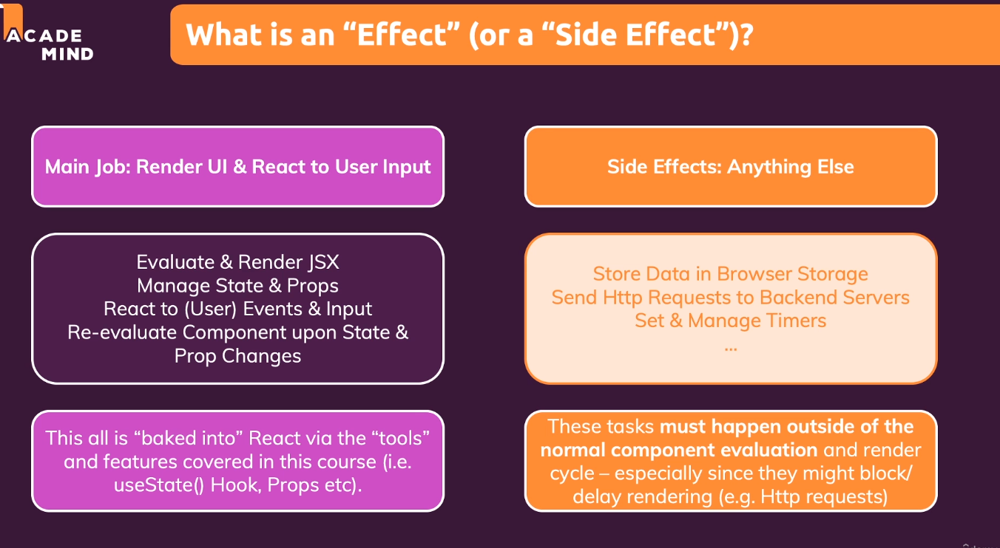 ACADE
MIND
What is an “Effect” (or a “Side Effect”)?
Main Job: Render UI & React to User Input
Evaluate & Render JSX
Manage State & Props
React to (User) Events & Input
Re-evaluate Component upon State &
Prop Changes
This all is “baked into” React via the “tools”
and features covered in this course (i.e.
useState() Hook, Props etc).
Side Effects: Anything Else
Store Data in Browser Storage
Send Http Requests to Backend Servers
Set & Manage Timers
...
These tasks must happen outside of the
normal component evaluation and render
cycle – especially since they might block/
delay rendering (e.g. Http requests)